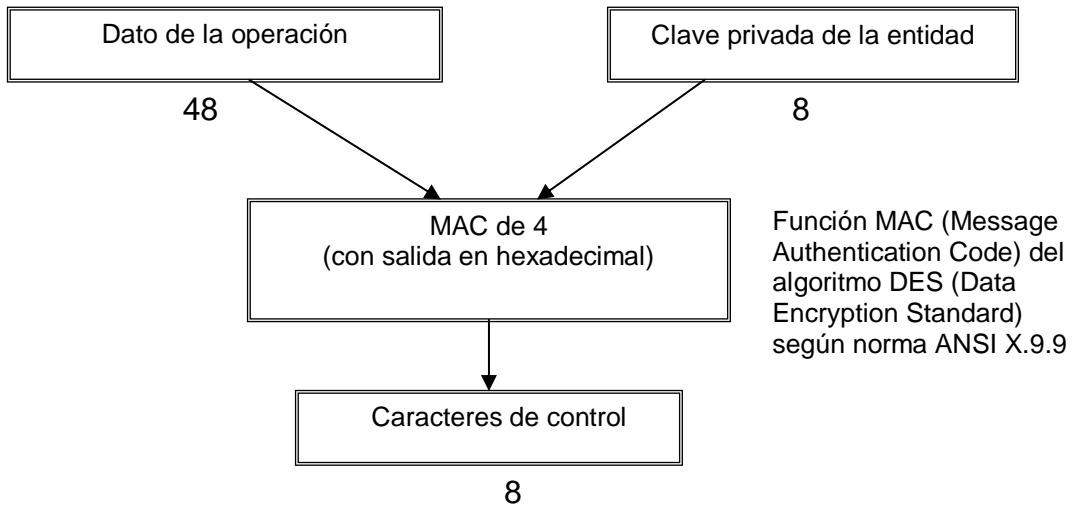 Dato de la operación
Clave privada de la entidad
48
8
MAC de 4
(con salida en hexadecimal)
Función MAC (Message
Authentication Code) del
algoritmo DES (Data
Encryption Standard)
según norma ANSI X.9.9
Caracteres de control
8